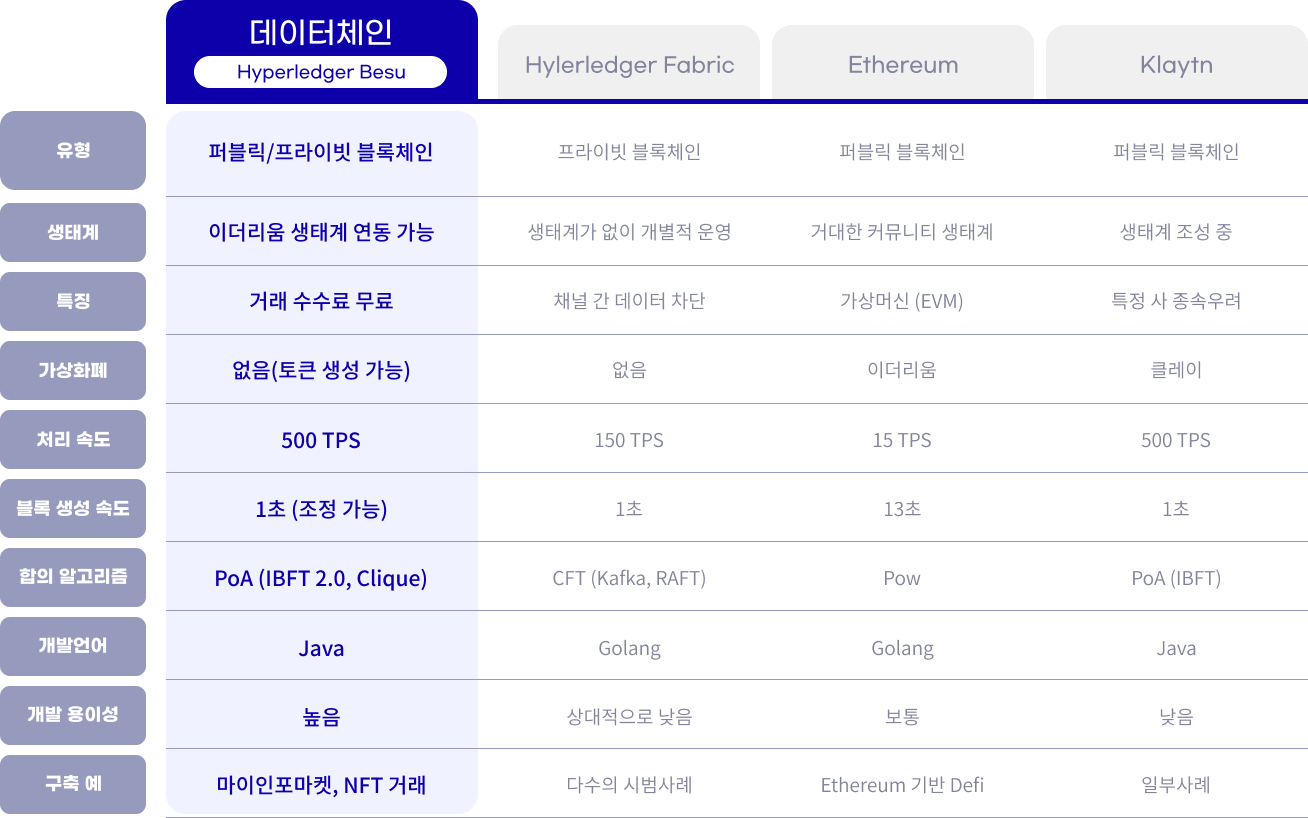 데이터체인
Hyperledger Besu
Hylerledger Fabric
Ethereum
Klaytn
유형
퍼블릭/프라이빗 블록체인
프라이빗 블록체인
퍼블릭 블록체인
퍼블릭 블록체인
생태계
이더리움 생태계 연동 가능
생태계가 없이 개별적 운영
거대한 커뮤니티 생태계
생태계 조성 중
특징
거래 수수료 무료
채널 간 데이터 차단
가상머신 (EVM)
특정 사 종속우려
가상화폐
없음(토큰 생성 가능)
없음
이더리움
클레이
처리 속도
500 TPS
150 TPS
15 TPS
500 TPS
블록 생성 속도
1초 (조정 가능)
1초
13초
1초
합의 알고리즘
PoA (IBFT 2.0, Clique)
CFT (Kafka, RAFT)
Pow
PoA (IBFT)
개발언어
Java
Golang
Golang
Java
개발 용이성
높음
상대적으로 낮음
보통
낮음
구축 예
마이인포마켓, NFT 거래
다수의 시범사례
Ethereum 기반 Defi
일부사례